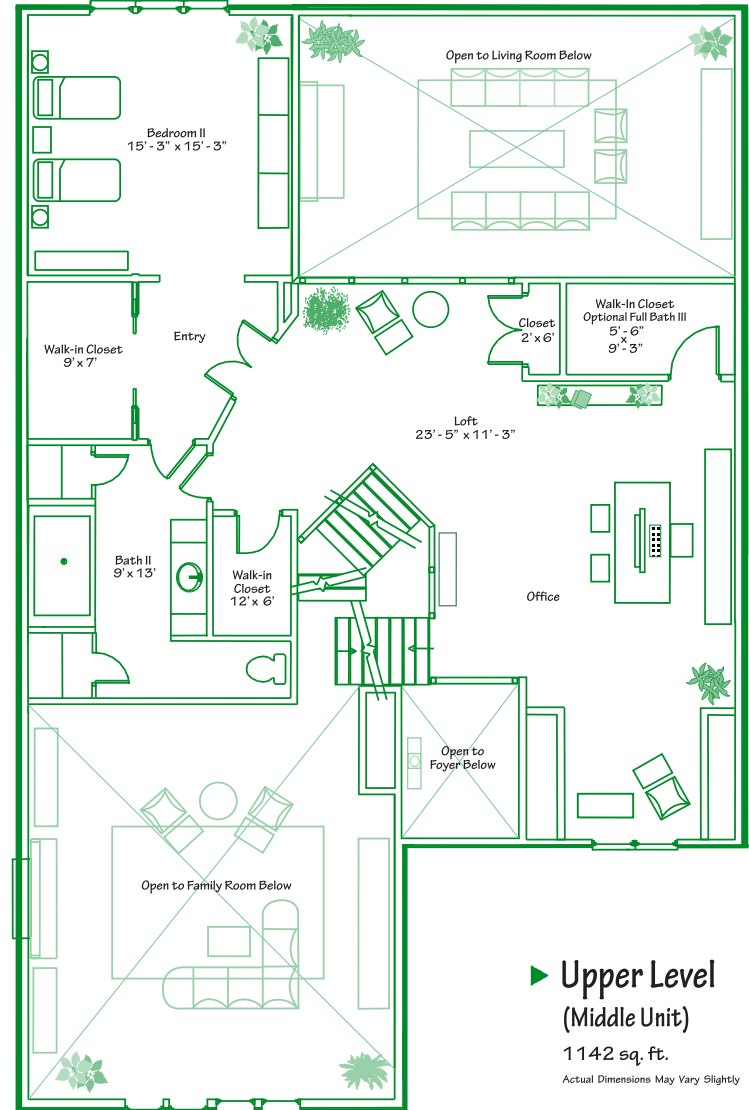 Open to Living Room Below
Bedroom II
15' - 3" x 15' - 3"
Walk-In Closet
Optional Full Bath III
5' - 6"
x
9' - 3"
Closet
2' x 6'
Entry
Walk-in Closet
9' x 7'
Loft
23' - 5" x 11' - 3"
Bath II
9' x 13'
Walk-in
Closet
12' x 6'
Office
Open to
Foyer Below
Open to Family Room Below
Upper Level
(Middle Unit)
1142 sq. ft.
Actual Dimensions May Vary Slightly